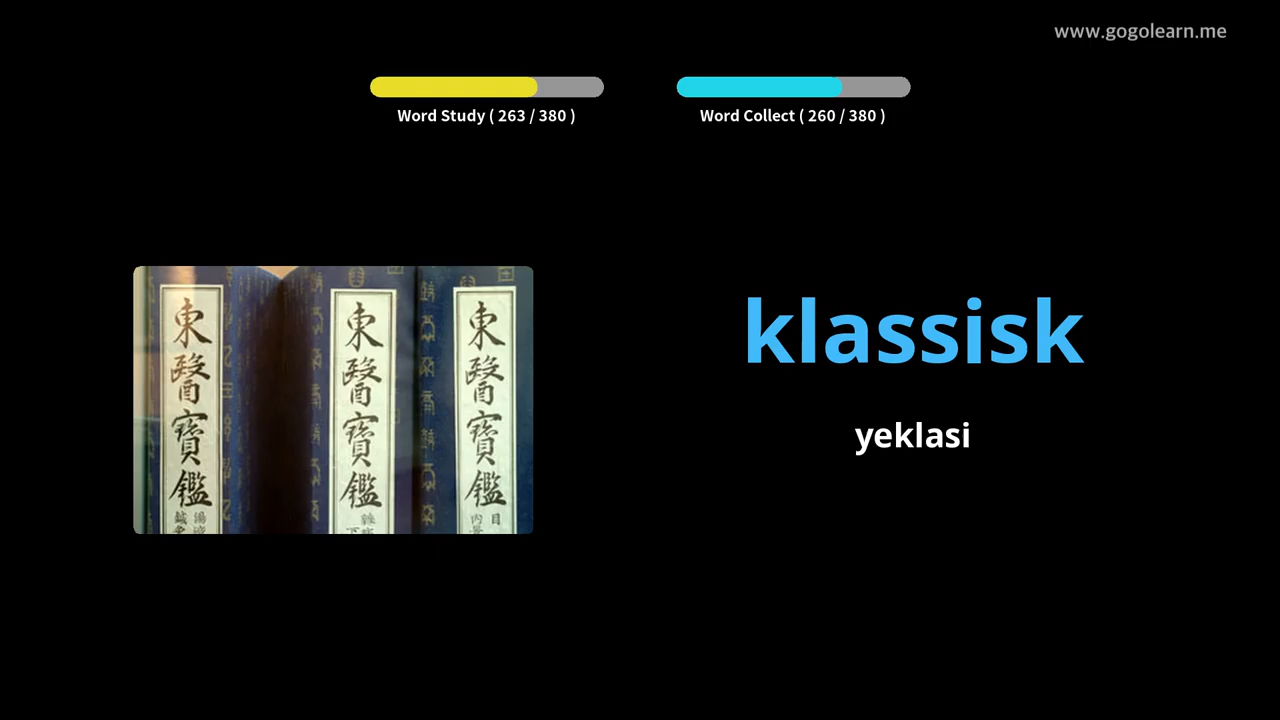 www.gogolearn.me
Word Study ( 263 / 380 )
Word Collect ( 260 / 380 )
東醫寶鑑
東醫寶鑑
東醫寶鑑
klassisk
yeklasi